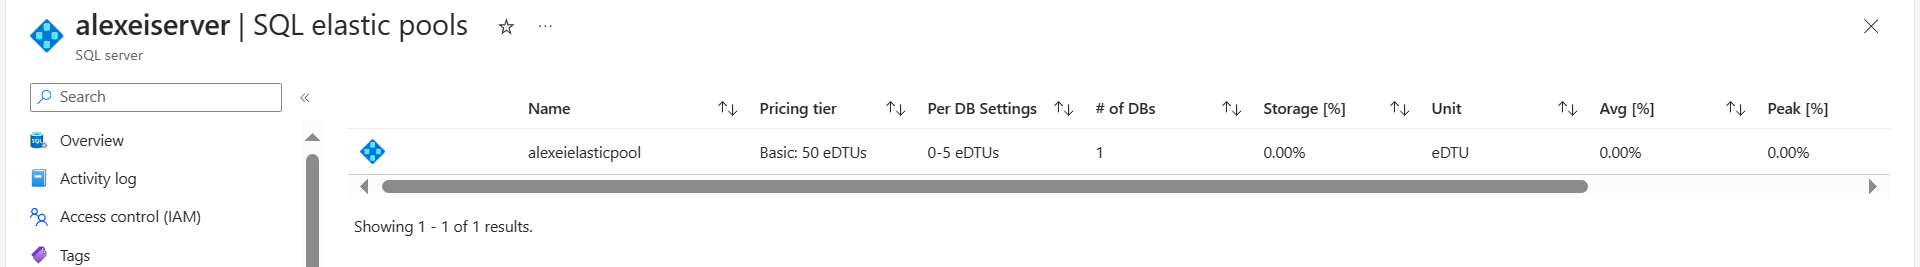 alexeiserver | SQL elastic pools
SQL server
Search
Name Pricing tier Per DB Settings # of DBs Storage [%] Unit Avg [%] Peak [%]
alexeielasticpool Basic: 50 eDTUs 0-5 eDTUs 1 0.00% eDTU 0.00% 0.00%
Showing 1 - 1 of 1 results.
SQL
Overview
Activity log
Access control (IAM)
Tags